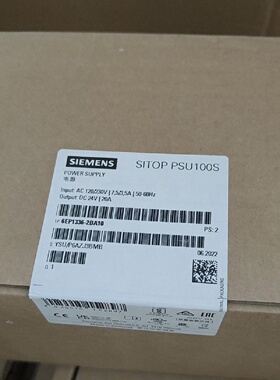 SIEMENS
SITOP PSU100S
POWER SUPPLY
电源
Input: AC 120/230V | 7,5/3,5A | 50-60Hz
Output: DC 24V | 20A
6EP1336-2BA10
PS: 2
06.2022